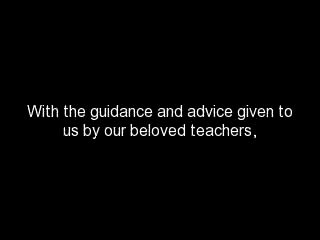 With the guidance and advice given to
us by our beloved teachers,